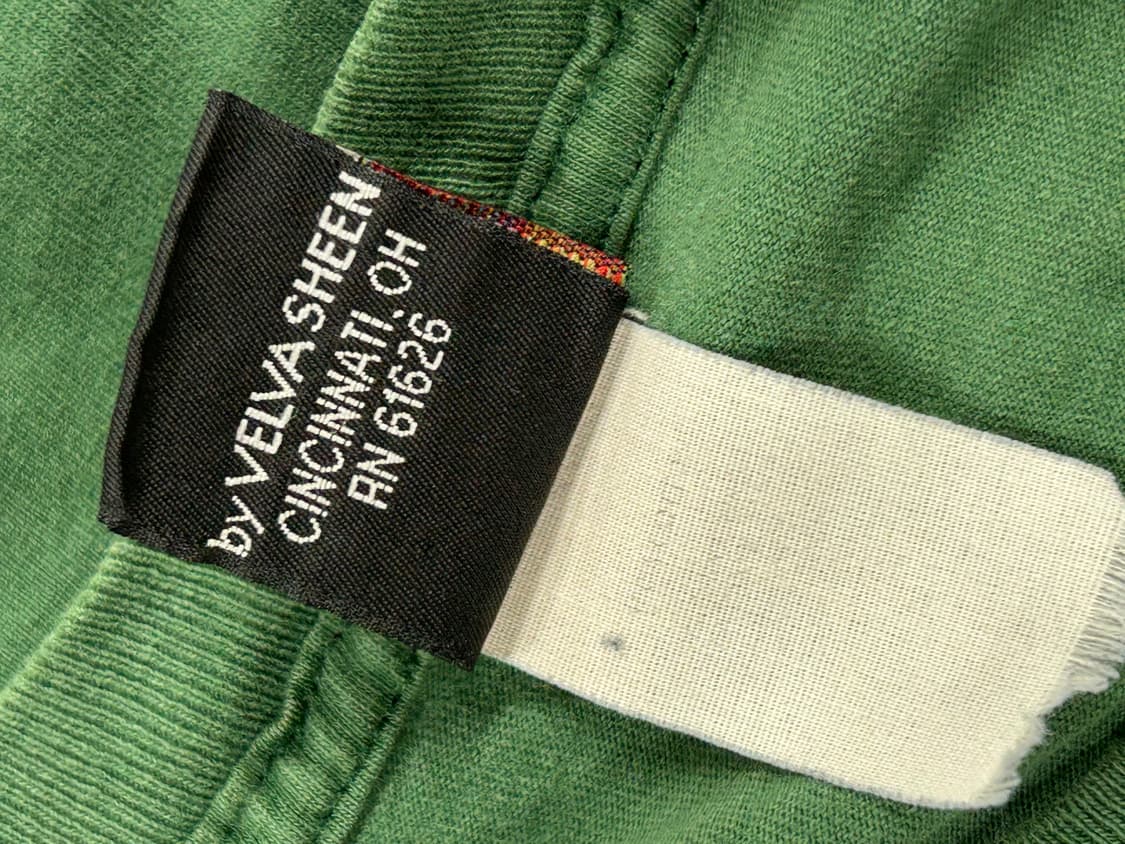 by VELVA SHEEN
CINCINNATI, OH
RN 61626